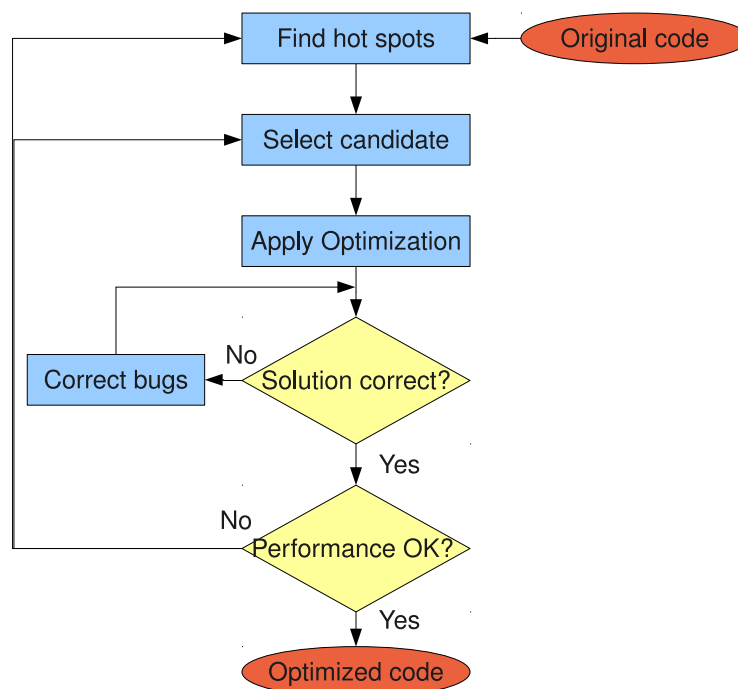 Find hot spots
Original code
Select candidate
Apply Optimization
No
Correct bugs
Solution correct?
Yes
No
Performance OK?
Yes
Optimized code